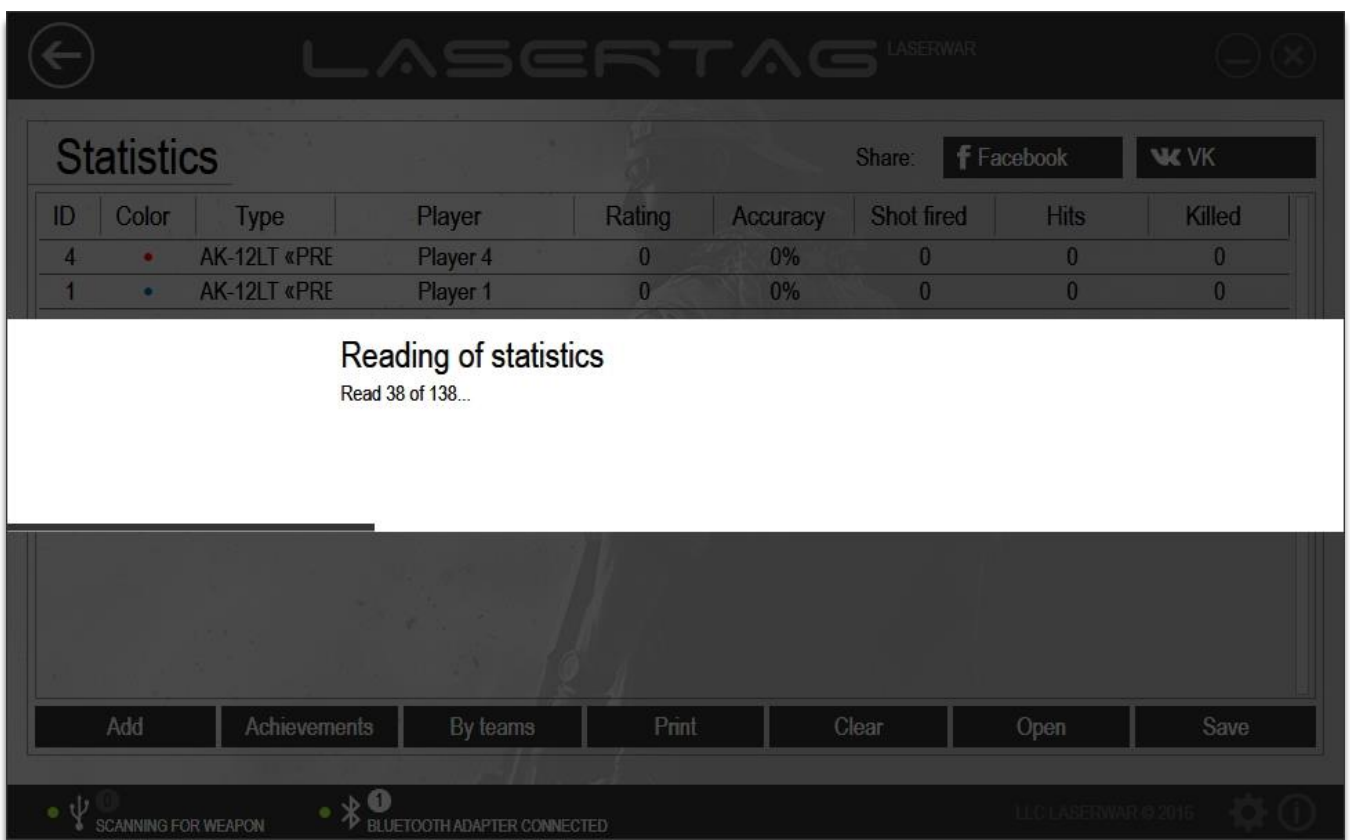 LASERTAG LASERWAR
Statistics
Share: f Facebook VK
ID Color Type Player Rating Accuracy Shot fired Hits Killed
4 AK-12LT «PRE Player 4 0 0% 0 0 0
1 AK-12LT «PRE Player 1 0 0% 0 0 0
Reading of statistics
Read 38 of 138...
Add Achievements By teams Print Clear Open Save
0 1
SCANNING FOR WEAPON BLUETOOTH ADAPTER CONNECTED LLC LASERWAR © 2015